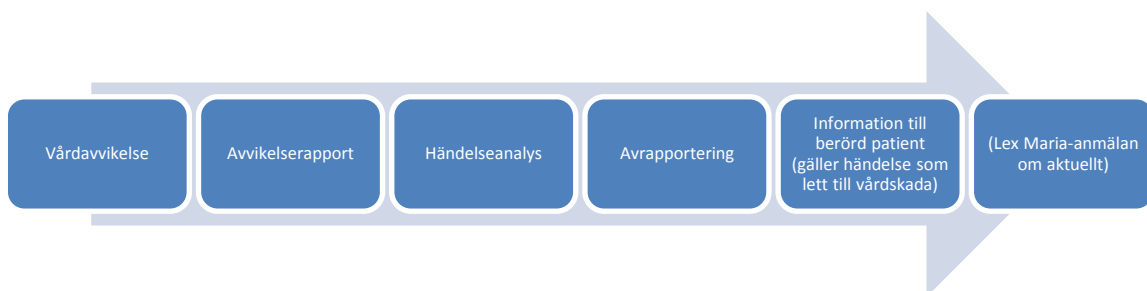 Vårdavvikelse
Avvikelserapport
Händelseanalys
Avrapportering
Information till
berörd patient
(gäller händelse som
lett till vårdskada)
(Lex Maria-anmälan
om aktuellt)